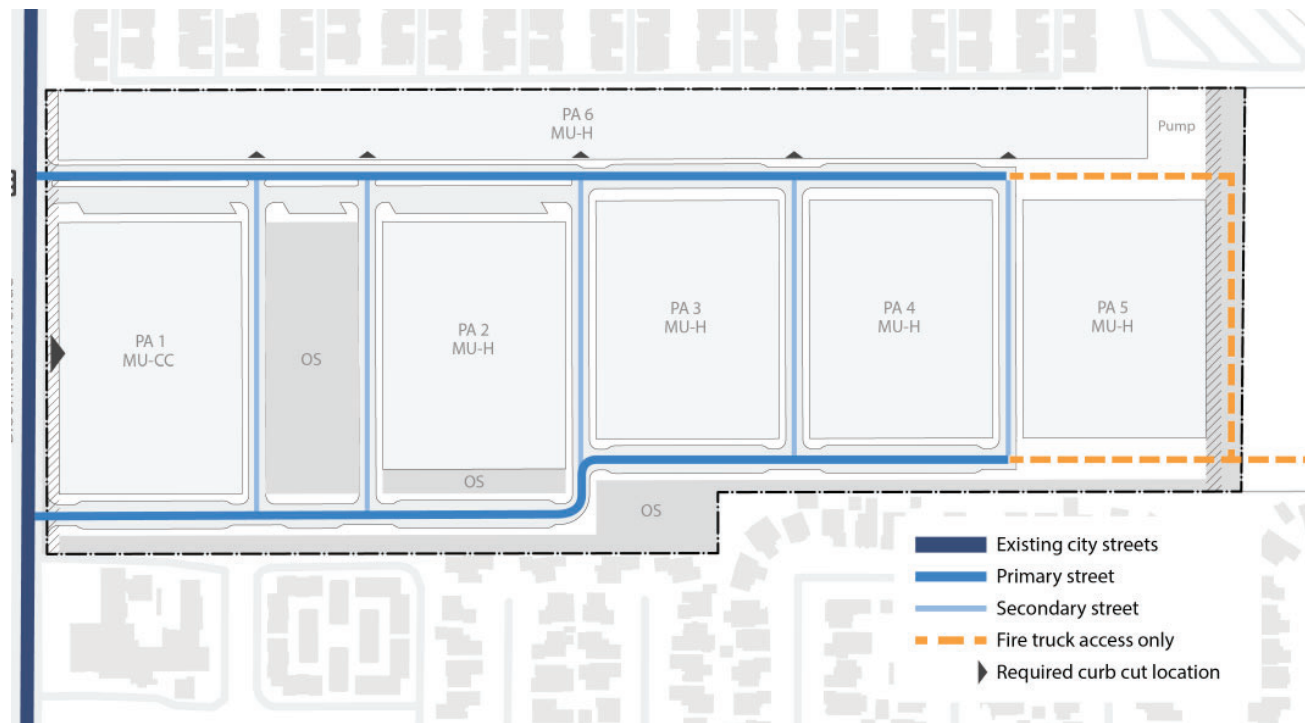 PA 6
MU-H
Pump
PA 1
MU-CC
OS
PA 2
MU-H
OS
PA 3
MU-H
PA 4
MU-H
PA 5
MU-H
OS
Existing city streets
Primary street
Secondary street
Fire truck access only
Required curb cut location